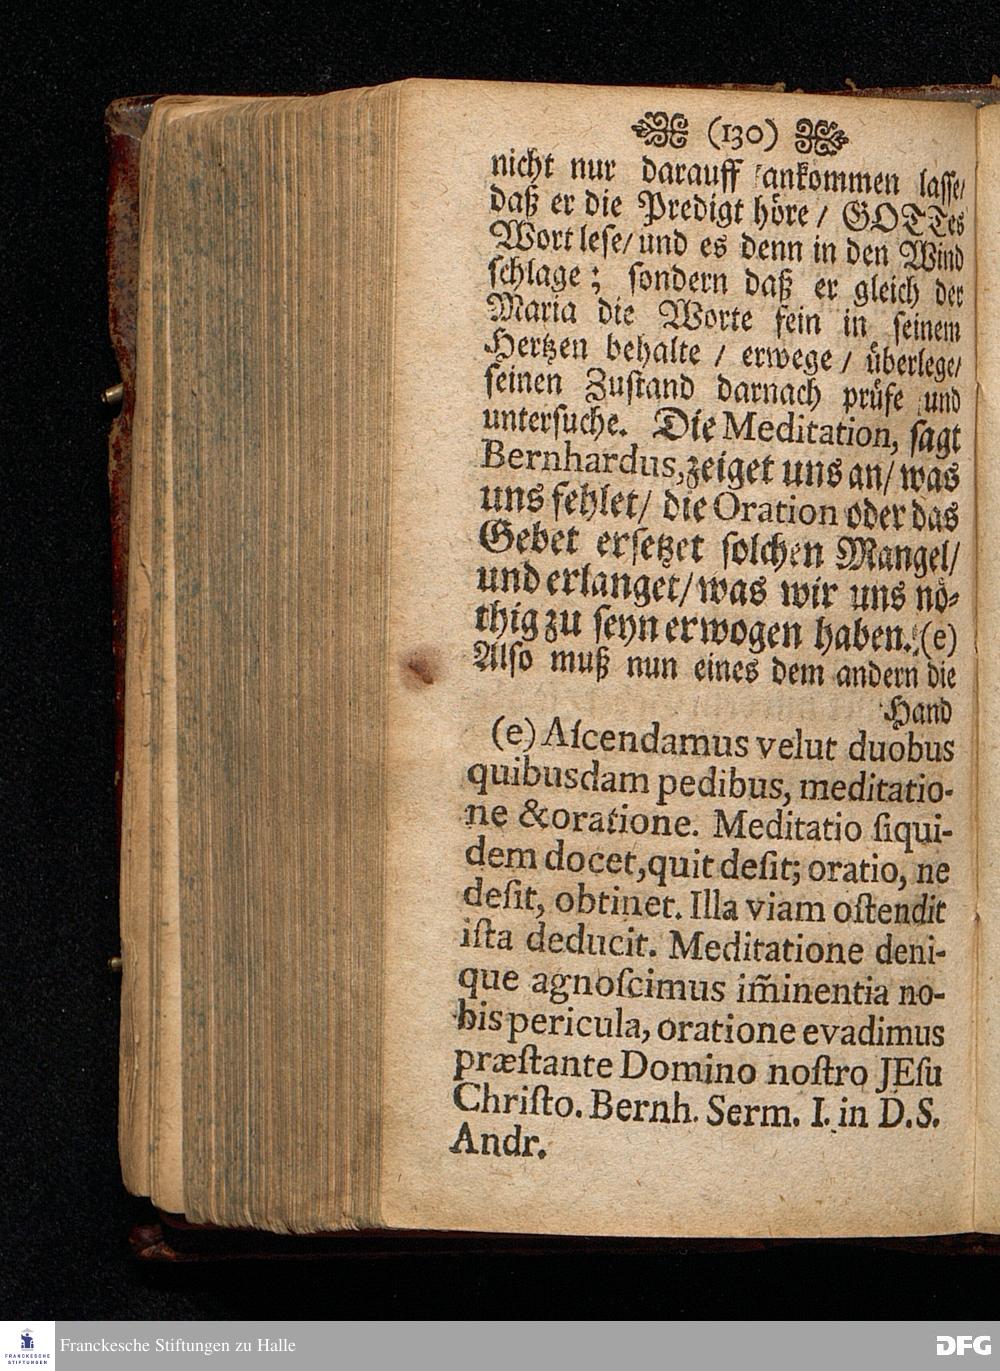 (130)
nicht nur darauff ankommen lasse/
daß er die Predigt höre / GOTTes
Wort lese/ und es denn in den Wind
schlage; sondern daß er gleich der
Maria die Worte fein in seinem
Hertzen behalte / erwege / überlege/
seinen Zustand darnach prüfe und
untersuche. Die Meditation, sagt
Bernhardus, zeiget uns an/ was
uns fehlet/ die Oration oder das
Gebet ersetzet solchen Mangel/
und erlanget/ was wir uns nö-
thig zu seyn erwogen haben. (e)
Also muß nun eines dem andern die
Hand
(e) Aſcendamus velut duobus
quibusdam pedibus, meditatio-
ne & oratione. Meditatio ſiqui-
dem docet, quit deſit; oratio, ne
deſit, obtinet. Illa viam oſtendit
iſta deducit. Meditatione deni-
que agnoſcimus im̃inentia no-
bis pericula, oratione evadimus
præſtante Domino noſtro JEſu
Chriſto. Bernh. Serm. I. in D. S.
Andr.
FRANCKESCHE
STIFTUNGEN
Franckesche Stiftungen zu Halle
DFG